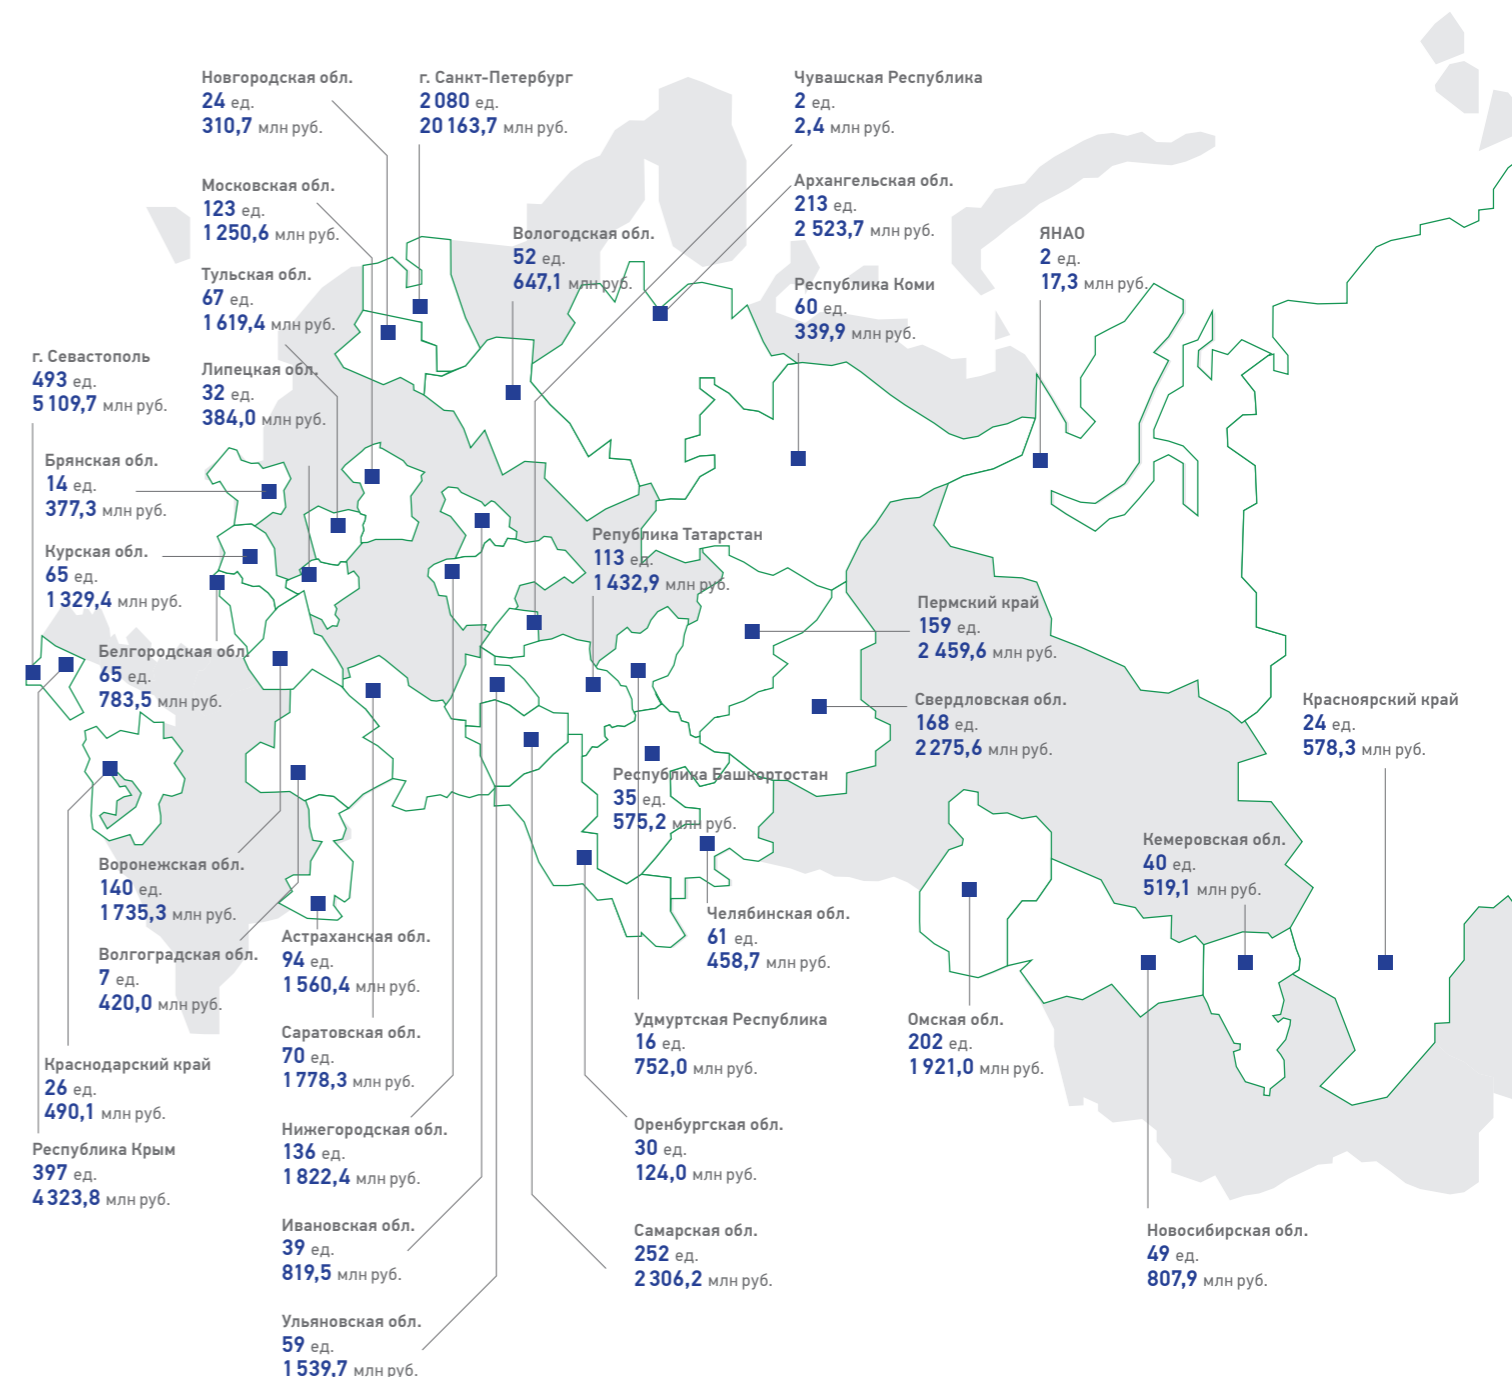 Новгородская обл.
24 ед.
310,7 млн руб.
г. Санкт-Петербург
2 080 ед.
20 163,7 млн руб.
Чувашская Республика
2 ед.
2,4 млн руб.
Московская обл.
123 ед.
1 250,6 млн руб.
Архангельская обл.
213 ед.
2 523,7 млн руб.
Вологодская обл.
52 ед.
647,1 млн руб.
ЯНАО
2 ед.
17,3 млн руб.
Тульская обл.
67 ед.
1 619,4 млн руб.
Республика Коми
60 ед.
339,9 млн руб.
г. Севастополь
493 ед.
5 109,7 млн руб.
Липецкая обл.
32 ед.
384,0 млн руб.
Брянская обл.
14 ед.
377,3 млн руб.
Курская обл.
65 ед.
1 329,4 млн руб.
Репутблика Татарстан
113 ед.
1 432,9 млн руб.
Пермский край
159 ед.
2 459,6 млн руб.
Белгородская обл.
65 ед.
783,5 млн руб.
Свердловская обл.
168 ед.
2 275,6 млн руб.
Красноярский край
24 ед.
578,3 млн руб.
Республика Башкортостан
35 ед.
575,2 млн руб.
Кемеровская обл.
40 ед.
519,1 млн руб.
Воронежская обл.
140 ед.
1 735,3 млн руб.
Челябинская обл.
61 ед.
458,7 млн руб.
Астраханская обл.
94 ед.
1 560,4 млн руб.
Волгоградская обл.
7 ед.
420,0 млн руб.
Саратовская обл.
70 ед.
1 778,3 млн руб.
Удмуртская Республика
16 ед.
752,0 млн руб.
Омская обл.
202 ед.
1 921,0 млн руб.
Краснодарский край
26 ед.
490,1 млн руб.
Нижегородская обл.
136 ед.
1 822,4 млн руб.
Оренбургская обл.
30 ед.
124,0 млн руб.
Республика Крым
397 ед.
4 323,8 млн руб.
Ивановская обл.
39 ед.
819,5 млн руб.
Самарская обл.
252 ед.
2 306,2 млн руб.
Новосибирская обл.
49 ед.
807,9 млн руб.
Ульяновская обл.
59 ед.
1 539,7 млн руб.